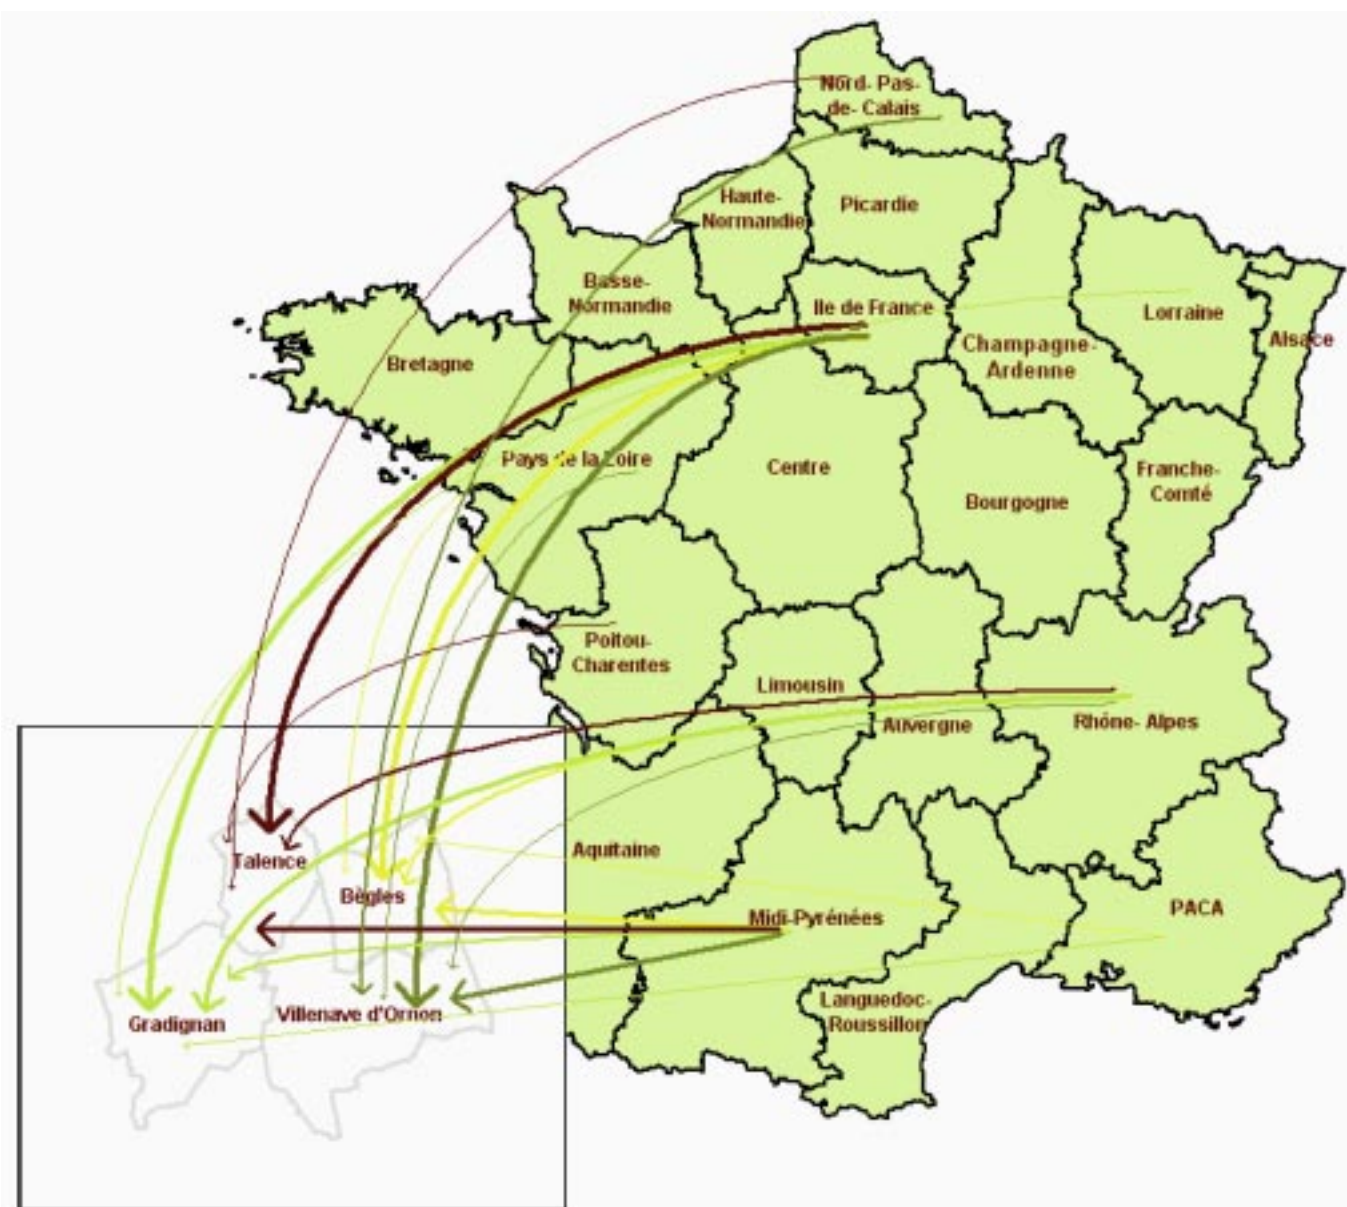 Nord- Pas-
de- Calais
Haute-
Normandie
Picardie
Basse-
Normandie
Ile de France
Lorraine
Alsace
Champagne-
Ardenne
Bretagne
Pays de la Loire
Centre
Franche-
Comté
Bourgogne
Poitou-
Charentes
Limousin
Auvergne
Rhône- Alpes
Aquitaine
Talence
Bègles
Midi-Pyrénées
PACA
Languedoc-
Roussillon
Gradignan
Villenave d'Ornon